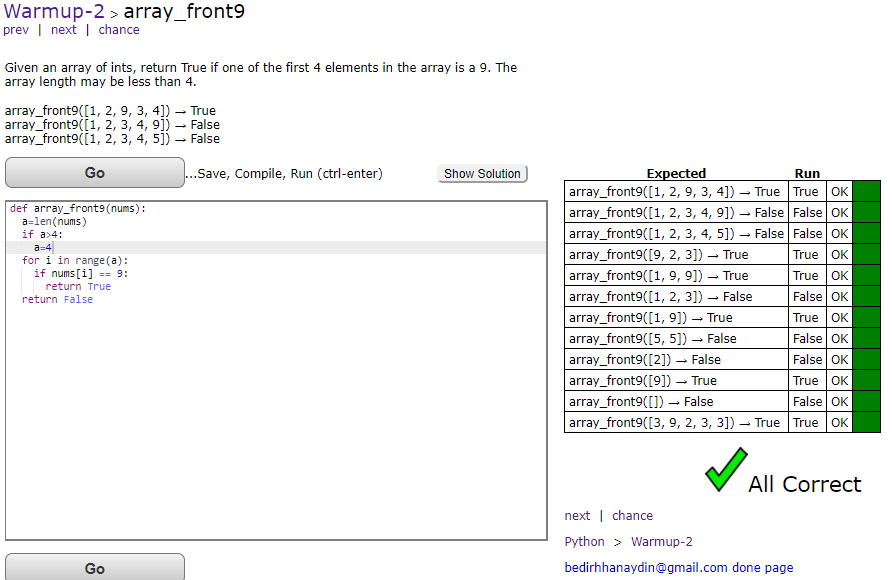 Warmup-2 > array_front9
prev | next | chance
Given an array of ints, return True if one of the first 4 elements in the array is a 9. The
array length may be less than 4.
array_front9([1, 2, 9, 3, 4]) → True
array_front9([1, 2, 3, 4, 9]) → False
array_front9([1, 2, 3, 4, 5]) → False
Go ...Save, Compile, Run (ctrl-enter) Show Solution
def array_front9(nums):
  a=len(nums)
  if a>4:
    a=4
  for i in range(a):
    if nums[i] == 9:
      return True
  return False
Go
Expected Run
array_front9([1, 2, 9, 3, 4]) → True True OK
array_front9([1, 2, 3, 4, 9]) → False False OK
array_front9([1, 2, 3, 4, 5]) → False False OK
array_front9([9, 2, 3]) → True True OK
array_front9([1, 9, 9]) → True True OK
array_front9([1, 2, 3]) → False False OK
array_front9([1, 9]) → True True OK
array_front9([5, 5]) → False False OK
array_front9([2]) → False False OK
array_front9([9]) → True True OK
array_front9([]) → False False OK
array_front9([3, 9, 2, 3, 3]) → True True OK
All Correct
next | chance
Python > Warmup-2
bedirhhanaydin@gmail.com done page